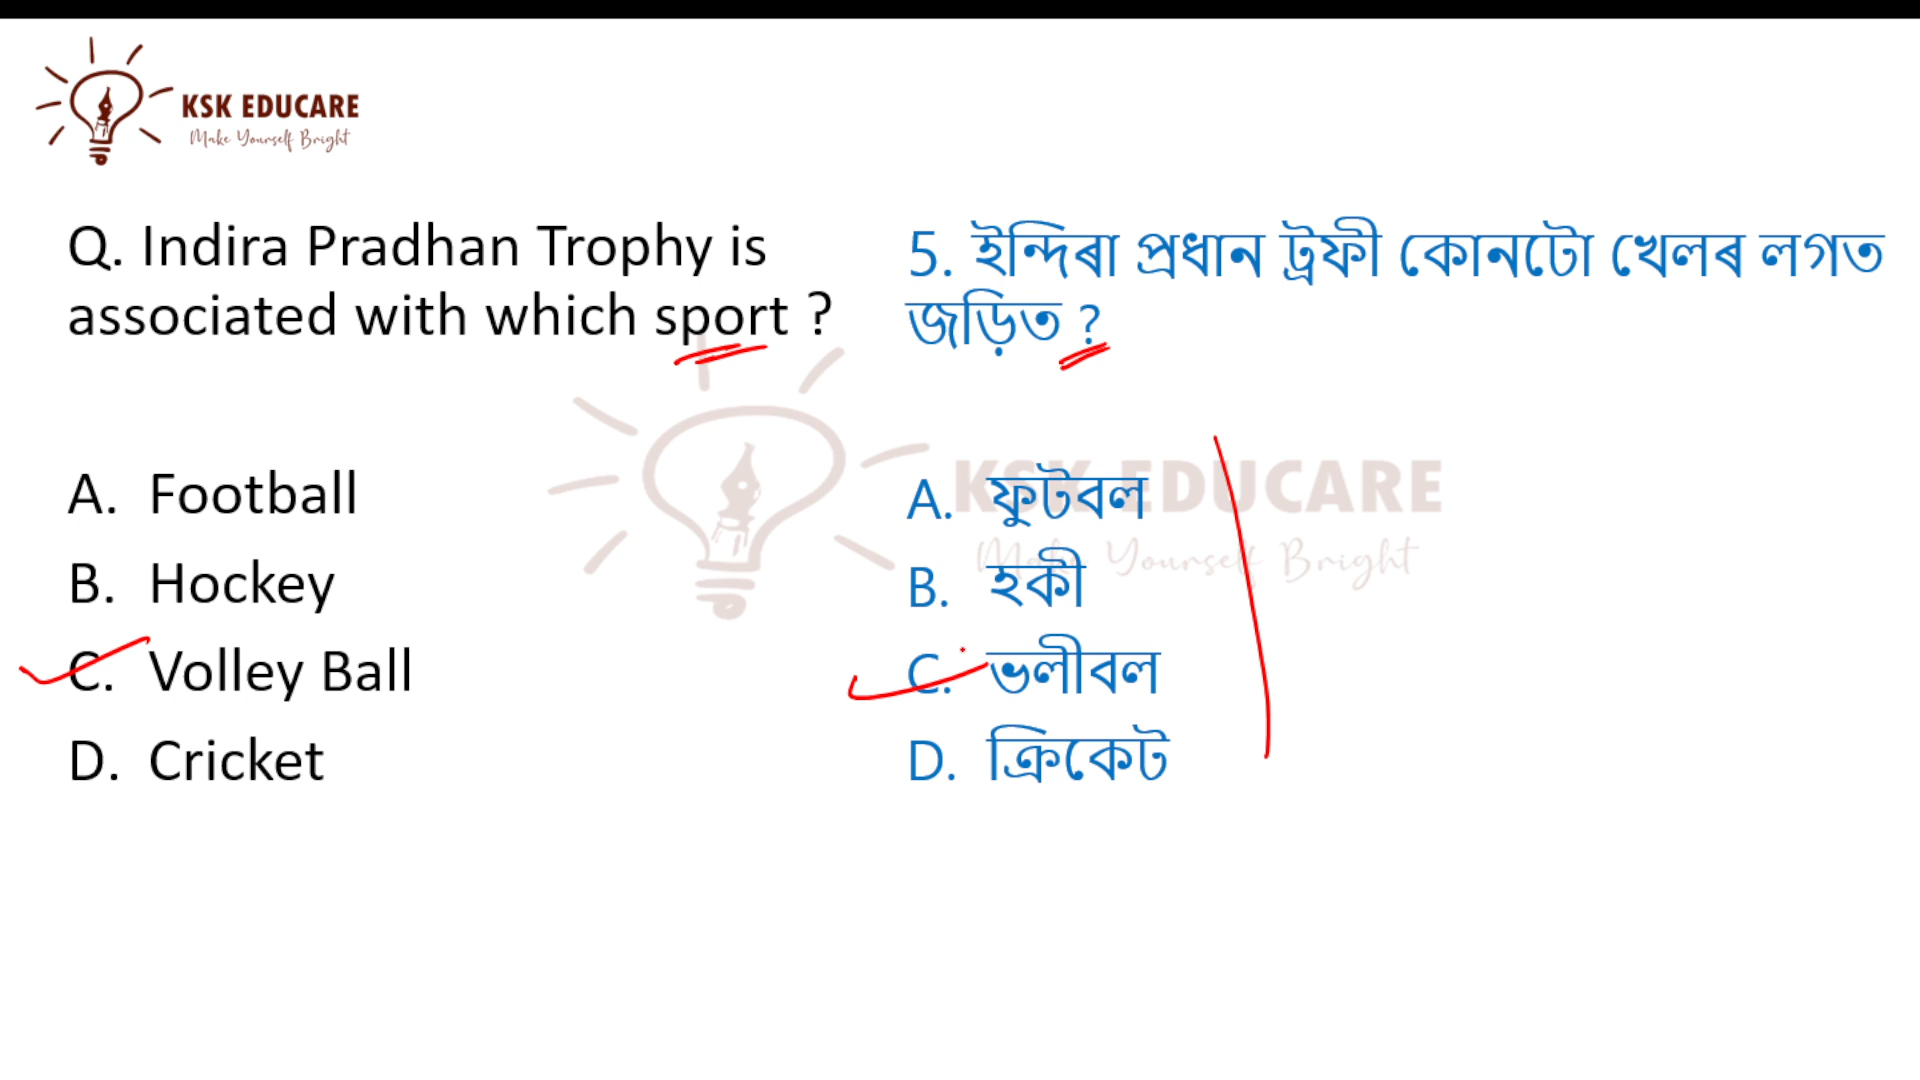 KSK EDUCARE
Make Yourself Bright
Q. Indira Pradhan Trophy is
associated with which sport ?
A. Football
B. Hockey
C. Volley Ball
D. Cricket
5. ইন্দিৰা প্ৰধান ট্ৰফী কোনটো খেলৰ লগত
জড়িত ?
A. ফুটবল
B. হকী
C. ভলীবল
D. ক্ৰিকেট
KSK EDUCARE
Make Yourself Bright